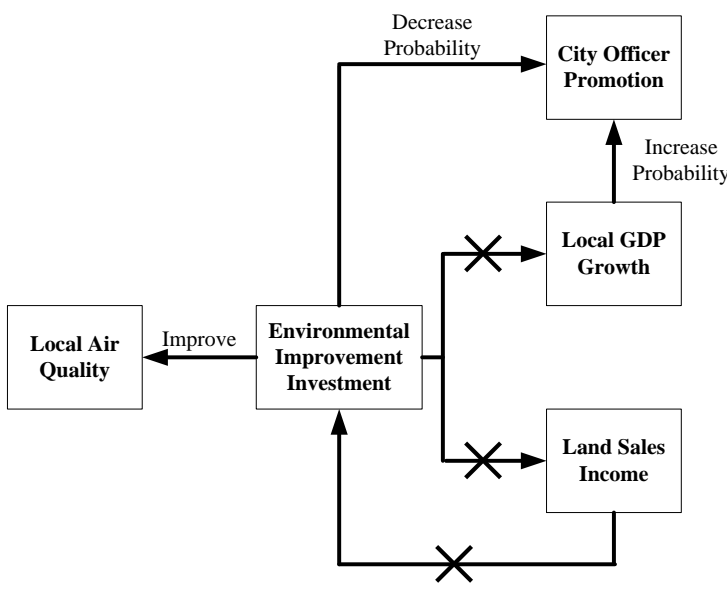 Decrease
Probability
City Officer
Promotion
Increase
Probability
Local GDP
Growth
Local Air
Quality
Improve
Environmental
Improvement
Investment
Land Sales
Income